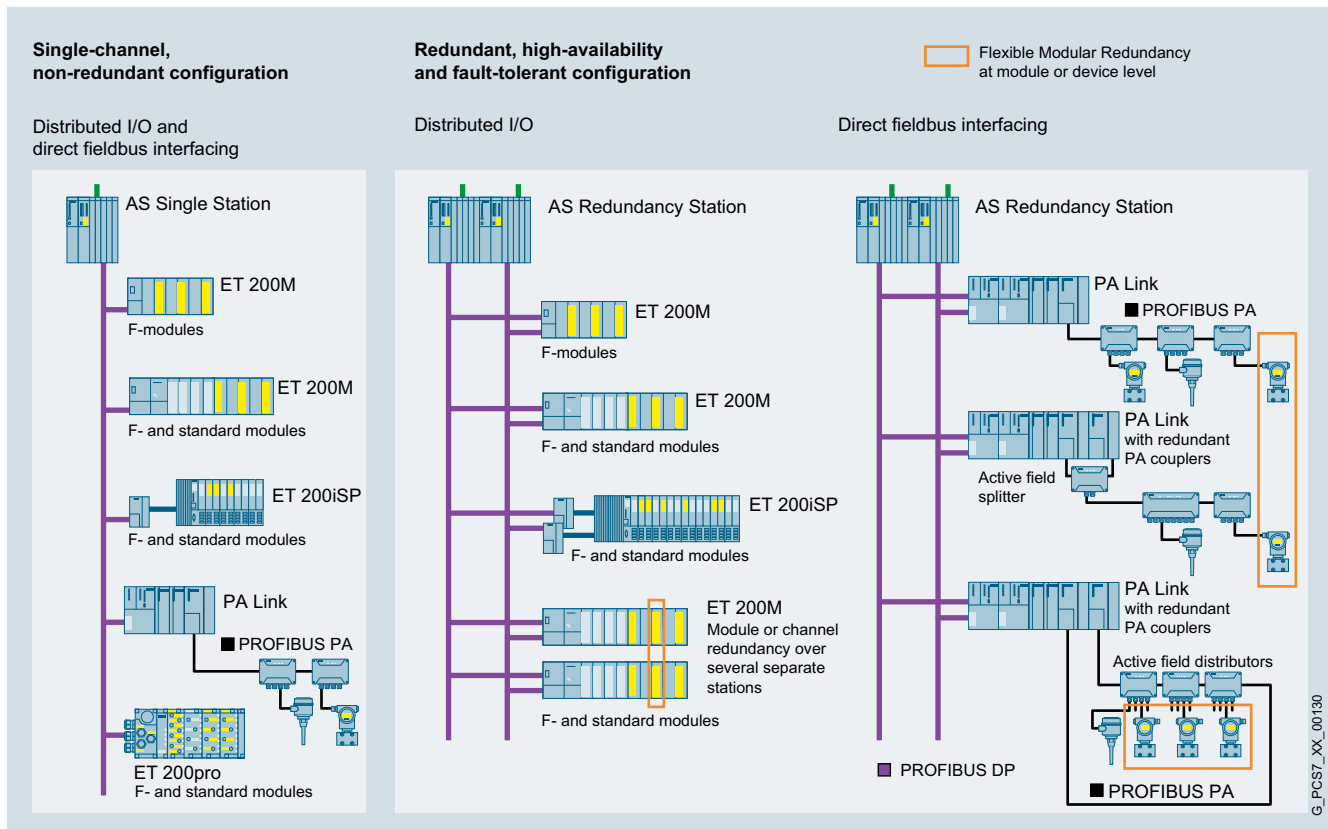 Single-channel,
non-redundant configuration
Distributed I/O and
direct fieldbus interfacing
AS Single Station
ET 200M
F-modules
ET 200M
F- and standard modules
ET 200iSP
F- and standard modules
PA Link
PROFIBUS PA
ET 200pro
F- and standard modules
Redundant, high-availability
and fault-tolerant configuration
Distributed I/O
AS Redundancy Station
ET 200M
F-modules
ET 200M
F- and standard modules
ET 200iSP
F- and standard modules
ET 200M
Module or channel
redundancy over
several separate
stations
F- and standard modules
Flexible Modular Redundancy
at module or device level
Direct fieldbus interfacing
AS Redundancy Station
PA Link
PROFIBUS PA
PA Link
with redundant
PA couplers
Active field
splitter
PA Link
with redundant
PA couplers
Active field distributors
PROFIBUS DP
PROFIBUS PA
G_PCS7_XX_00130